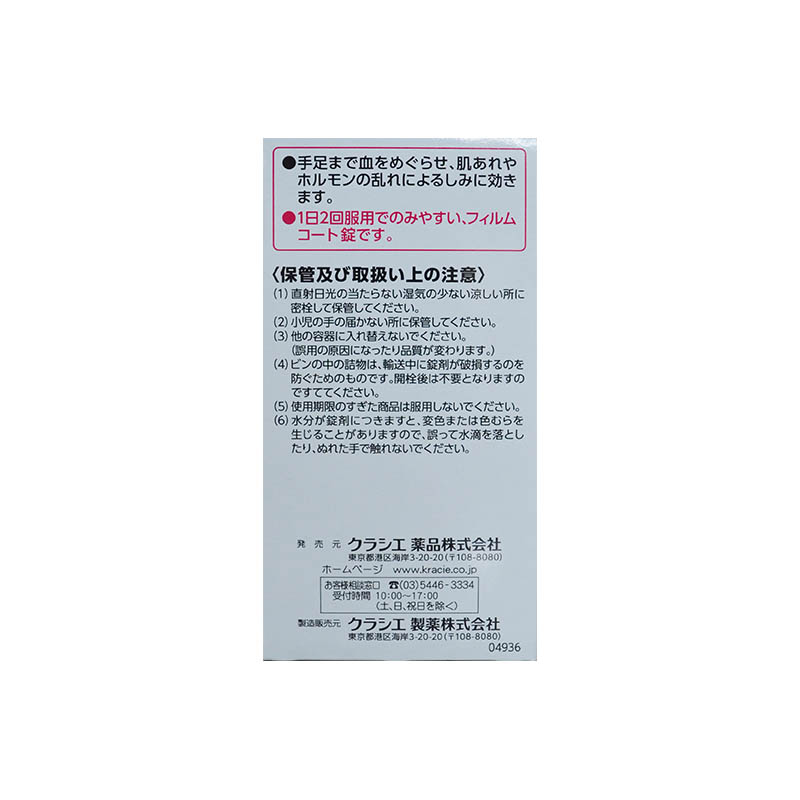 ●手足まで血をめぐらせ、肌あれや
ホルモンの乱れによるしみに効き
ます。
●1日2回服用でのみやすい、フィルム
コート錠です。
〈保管及び取扱い上の注意〉
(1) 直射日光の当たらない湿気の少ない涼しい所に
密栓して保管してください。
(2) 小児の手の届かない所に保管してください。
(3) 他の容器に入れ替えないでください。
(誤用の原因になったり品質が変わります。)
(4) ビンの中の詰物は、輸送中に錠剤が破損するのを
防ぐためのものです。開栓後は不要となりますの
ですててください。
(5) 使用期限のすぎた商品は服用しないでください。
(6) 水分が錠剤につきますと、変色または色むらを
生じることがありますので、誤って水滴を落とし
たり、ぬれた手で触れないでください。
発売元 クラシエ 薬品株式会社
東京都港区海岸3-20-20(〒108-8080)
ホームページ www.kracie.co.jp
お客様相談窓口 ☎(03)5446-3334
受付時間 10:00〜17:00
(土、日、祝日を除く)
製造販売元 クラシエ 製薬株式会社
東京都港区海岸3-20-20(〒108-8080)
04936